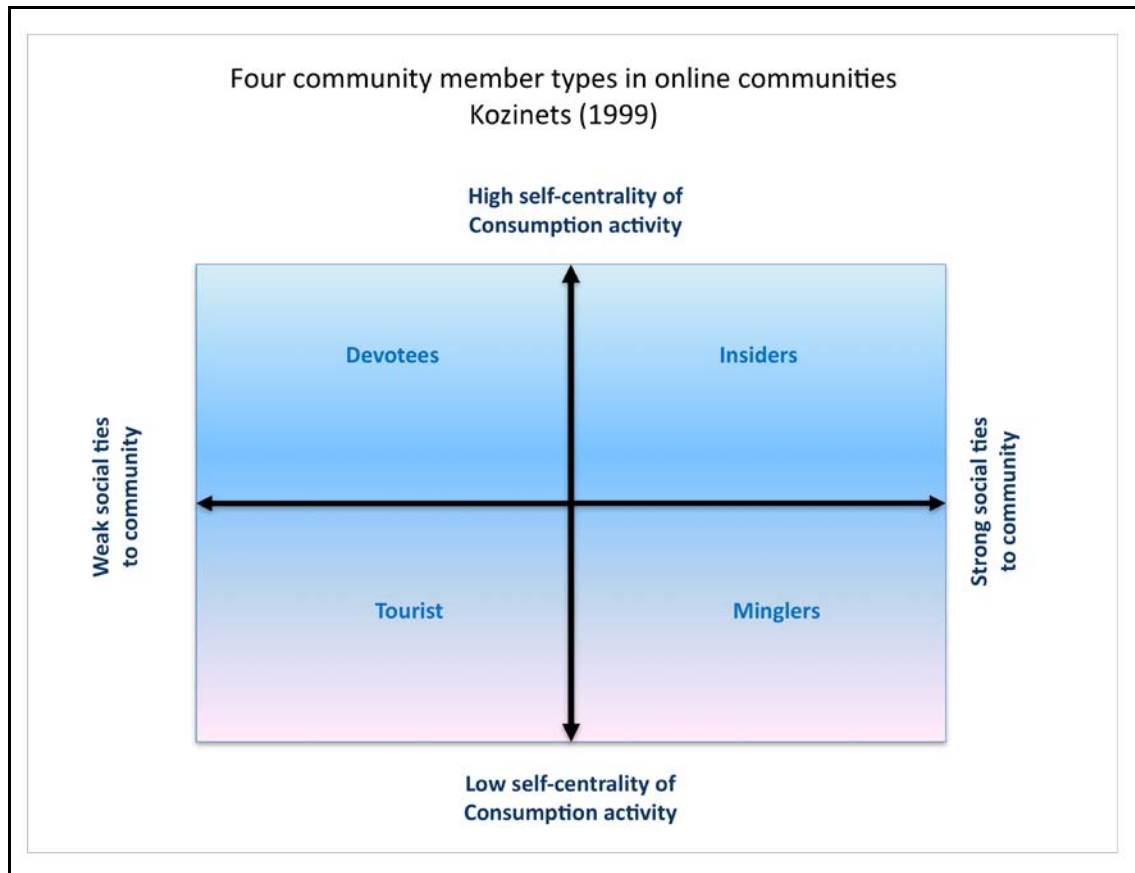 Four community member types in online communities
Kozinets (1999)
High self-centrality of
Consumption activity
Devotees
Insiders
Weak social ties
to community
Strong social ties
to community
Tourist
Minglers
Low self-centrality of
Consumption activity